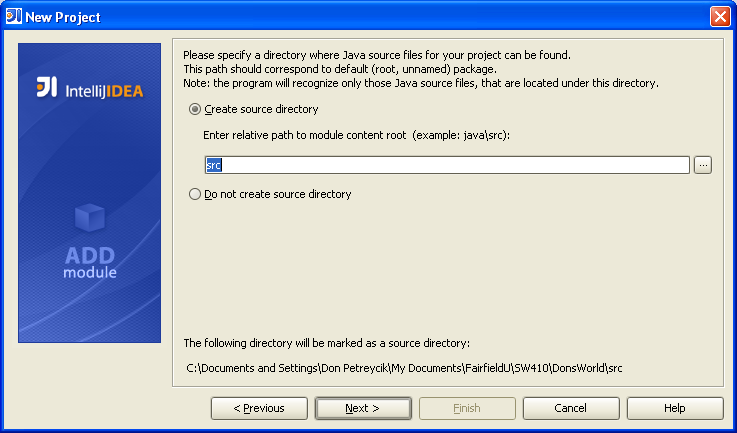 New Project
IntelliJIDEA
ADD
module
Please specify a directory where Java source files for your project can be found.
This path should correspond to default (root, unnamed) package.
Note: the program will recognize only those Java source files, that are located under this directory.
Create source directory
Enter relative path to module content root  (example: java\src):
src
...
Do not create source directory
The following directory will be marked as a source directory:
C:\Documents and Settings\Don Petreycik\My Documents\FairfieldU\SW410\DonsWorld\src
< Previous
Next >
Finish
Cancel
Help